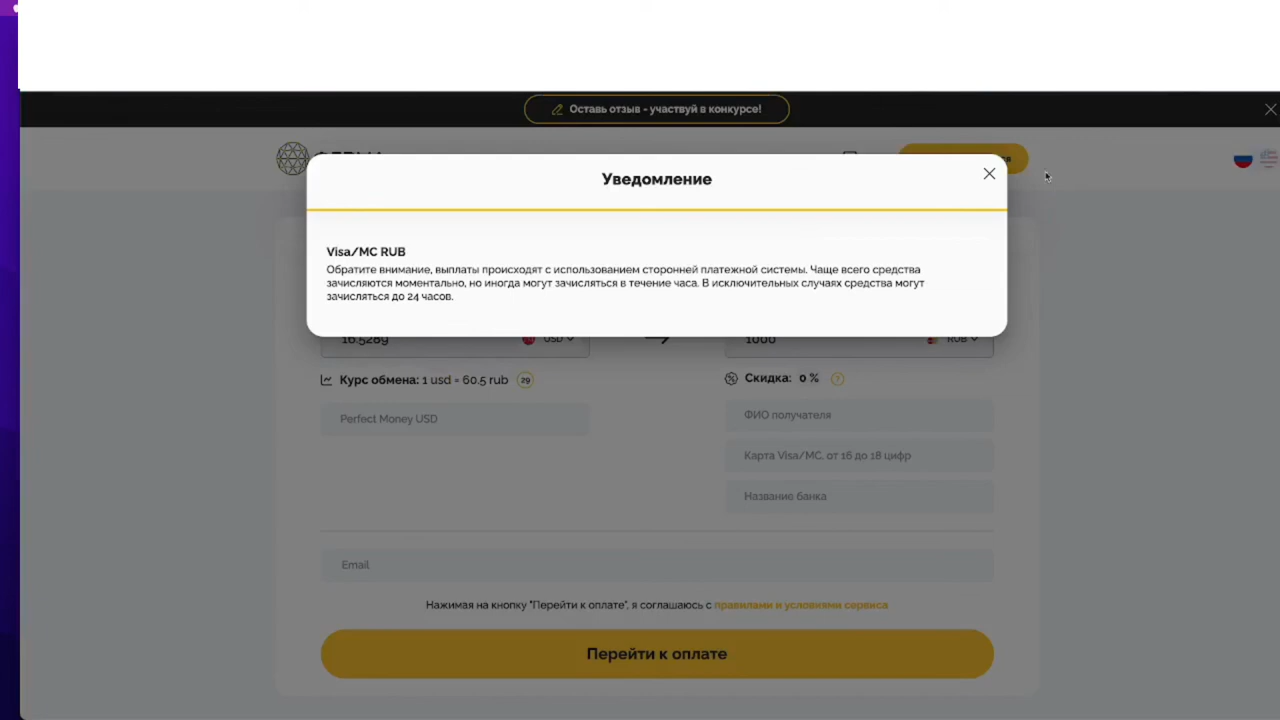 Оставь отзыв - участвуй в конкурсе!
Уведомление
Visa/MC RUB
Обратите внимание, выплаты происходят с использованием сторонней платежной системы. Чаще всего средства
зачисляются моментально, но иногда могут зачисляться в течение часа. В исключительных случаях средства могут
зачисляться до 24 часов.
16.5289 USD 1000 RUB
Курс обмена: 1 usd = 60.5 rub 29 Скидка: 0 % ?
Perfect Money USD ФИО получателя
Карта Visa/MC. от 16 до 18 цифр
Название банка
Email
Нажимая на кнопку "Перейти к оплате", я соглашаюсь с правилами и условиями сервиса
Перейти к оплате